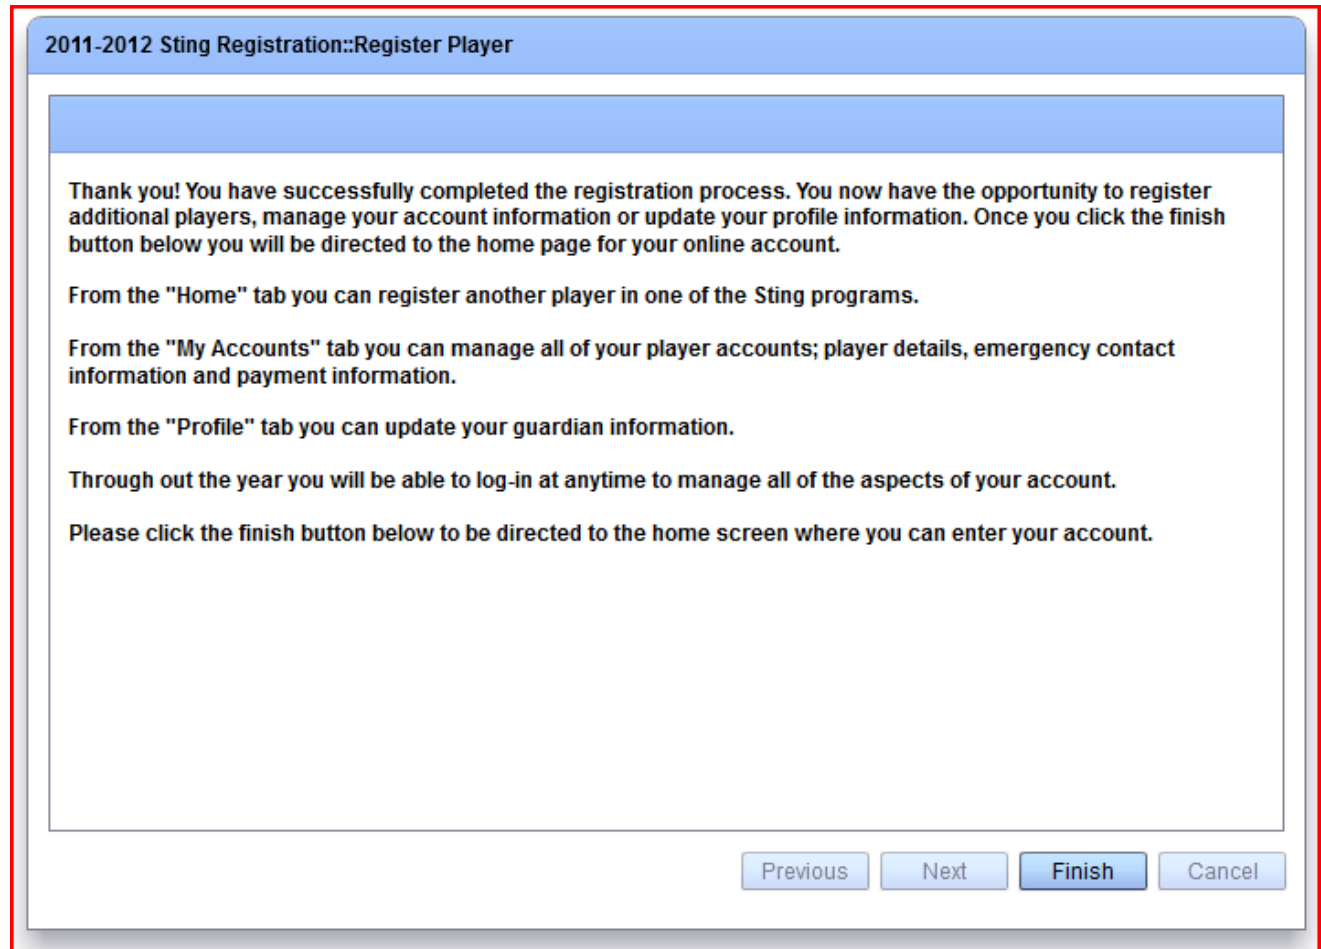 2011-2012 Sting Registration::Register Player
Thank you! You have successfully completed the registration process. You now have the opportunity to register
additional players, manage your account information or update your profile information. Once you click the finish
button below you will be directed to the home page for your online account.
From the "Home" tab you can register another player in one of the Sting programs.
From the "My Accounts" tab you can manage all of your player accounts; player details, emergency contact
information and payment information.
From the "Profile" tab you can update your guardian information.
Through out the year you will be able to log-in at anytime to manage all of the aspects of your account.
Please click the finish button below to be directed to the home screen where you can enter your account.
Previous Next Finish Cancel